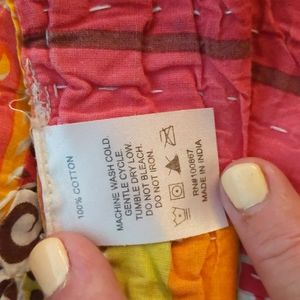 100% COTTON
MACHINE WASH COLD.
GENTLE CYCLE.
TUMBLE DRY LOW.
DO NOT BLEACH.
DO NOT IRON.
RN#100867
MADE IN INDIA